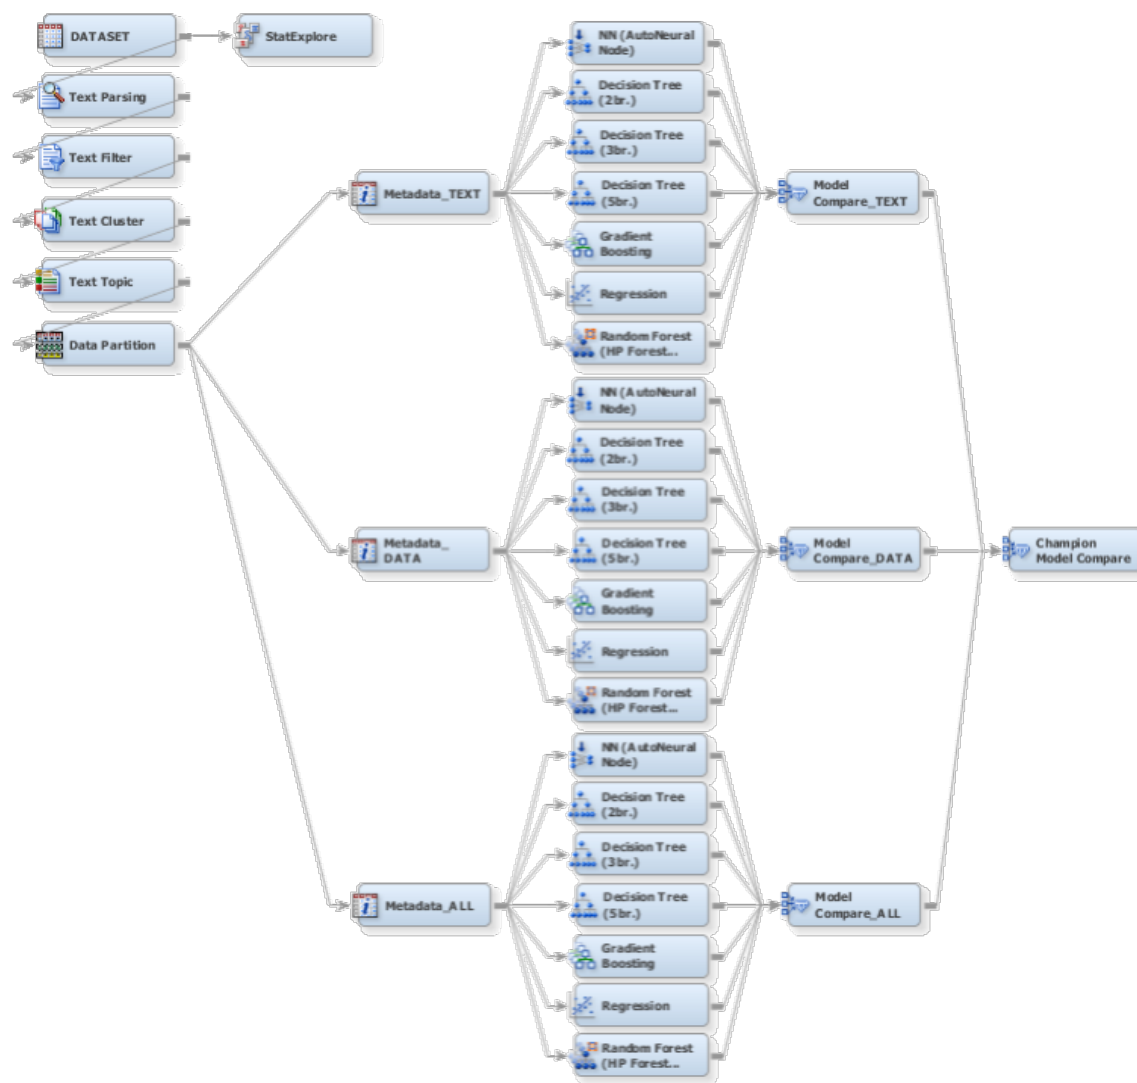 DATASET
StatExplore
Text Parsing
Text Filter
Text Cluster
Text Topic
Data Partition
Metadata_TEXT
NN (AutoNeural
Node)
Decision Tree
(2br.)
Decision Tree
(3br.)
Decision Tree
(5br.)
Gradient
Boosting
Regression
Random Forest
(HP Forest...
Model
Compare_TEXT
Metadata_
DATA
NN (AutoNeural
Node)
Decision Tree
(2br.)
Decision Tree
(3br.)
Decision Tree
(5br.)
Gradient
Boosting
Regression
Random Forest
(HP Forest...
Model
Compare_DATA
Champion
Model Compare
Metadata_ALL
NN (AutoNeural
Node)
Decision Tree
(2br.)
Decision Tree
(3br.)
Decision Tree
(5br.)
Gradient
Boosting
Regression
Random Forest
(HP Forest...
Model
Compare_ALL